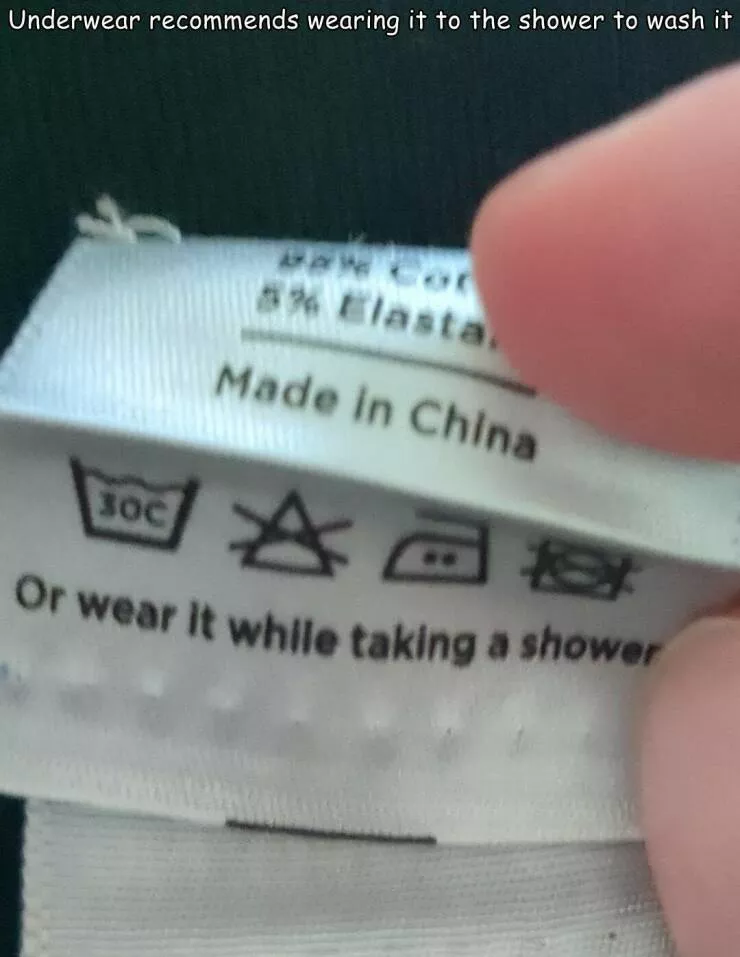 Underwear recommends wearing it to the shower to wash it
5%
Made in China
30C
Or wear it while taking a shower